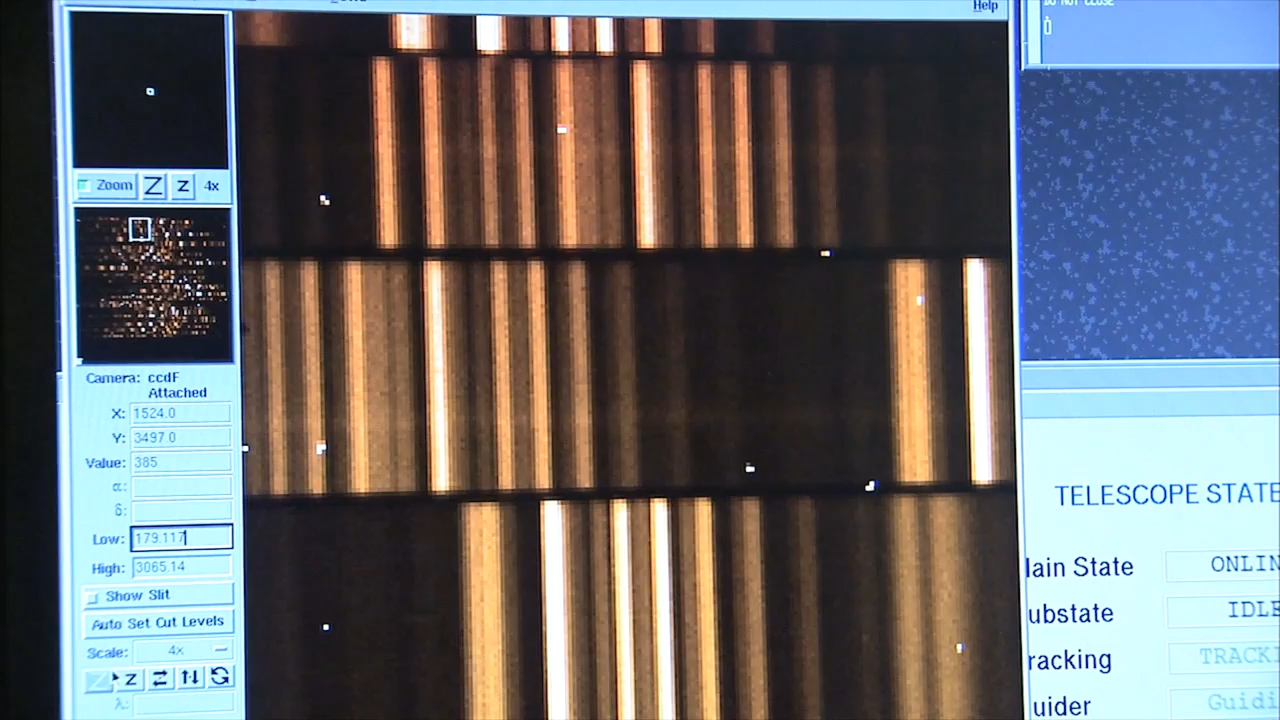 Help
DO NOT CLOSE
Zoom Z z 4x
Camera: ccdF
Attached
X: 1524.0
Y: 3497.0
Value: 385
α:
δ:
Low: 179.117
High: 3065.14
Show Slit
Auto Set Cut Levels
Scale: 4x
Z z
λ:
TELESCOPE STATE
lain State ONLIN
ubstate IDLE
racking TRACKI
uider Guidi